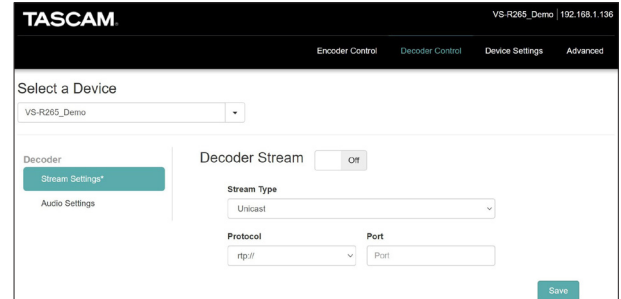 TASCAM
VS-R265_Demo | 192.168.1.136
Encoder Control Decoder Control Device Settings Advanced
Select a Device
VS-R265_Demo
Decoder
Stream Settings*
Audio Settings
Decoder Stream Off
Stream Type
Unicast
Protocol Port
rtp:// Port
Save